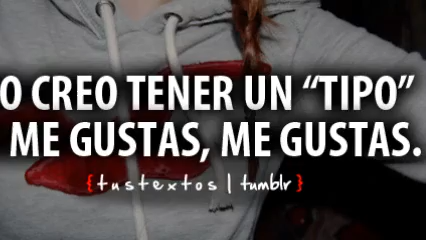 O CREO TENER UN “TIPO”
ME GUSTAS, ME GUSTAS.
{tustextos | tumblr}